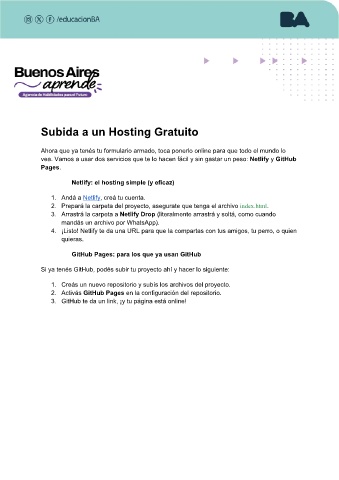 /educacionBA
BA
Buenos Aires
aprende
Agencia de Habilidades para el Futuro
Subida a un Hosting Gratuito
Ahora que ya tenés tu formulario armado, toca ponerlo online para que todo el mundo lo
vea. Vamos a usar dos servicios que te lo hacen fácil y sin gastar un peso: Netlify y GitHub
Pages.
Netlify: el hosting simple (y eficaz)
1. Andá a Netlify, creá tu cuenta.
2. Prepará la carpeta del proyecto, asegurate que tenga el archivo index.html.
3. Arrastrá la carpeta a Netlify Drop (literalmente arrastrá y soltá, como cuando
mandás un archivo por WhatsApp).
4. ¡Listo! Netlify te da una URL para que la compartas con tus amigos, tu perro, o quien
quieras.
GitHub Pages: para los que ya usan GitHub
Si ya tenés GitHub, podés subir tu proyecto ahí y hacer lo siguiente:
1. Creás un nuevo repositorio y subís los archivos del proyecto.
2. Activás GitHub Pages en la configuración del repositorio.
3. GitHub te da un link, ¡y tu página está online!